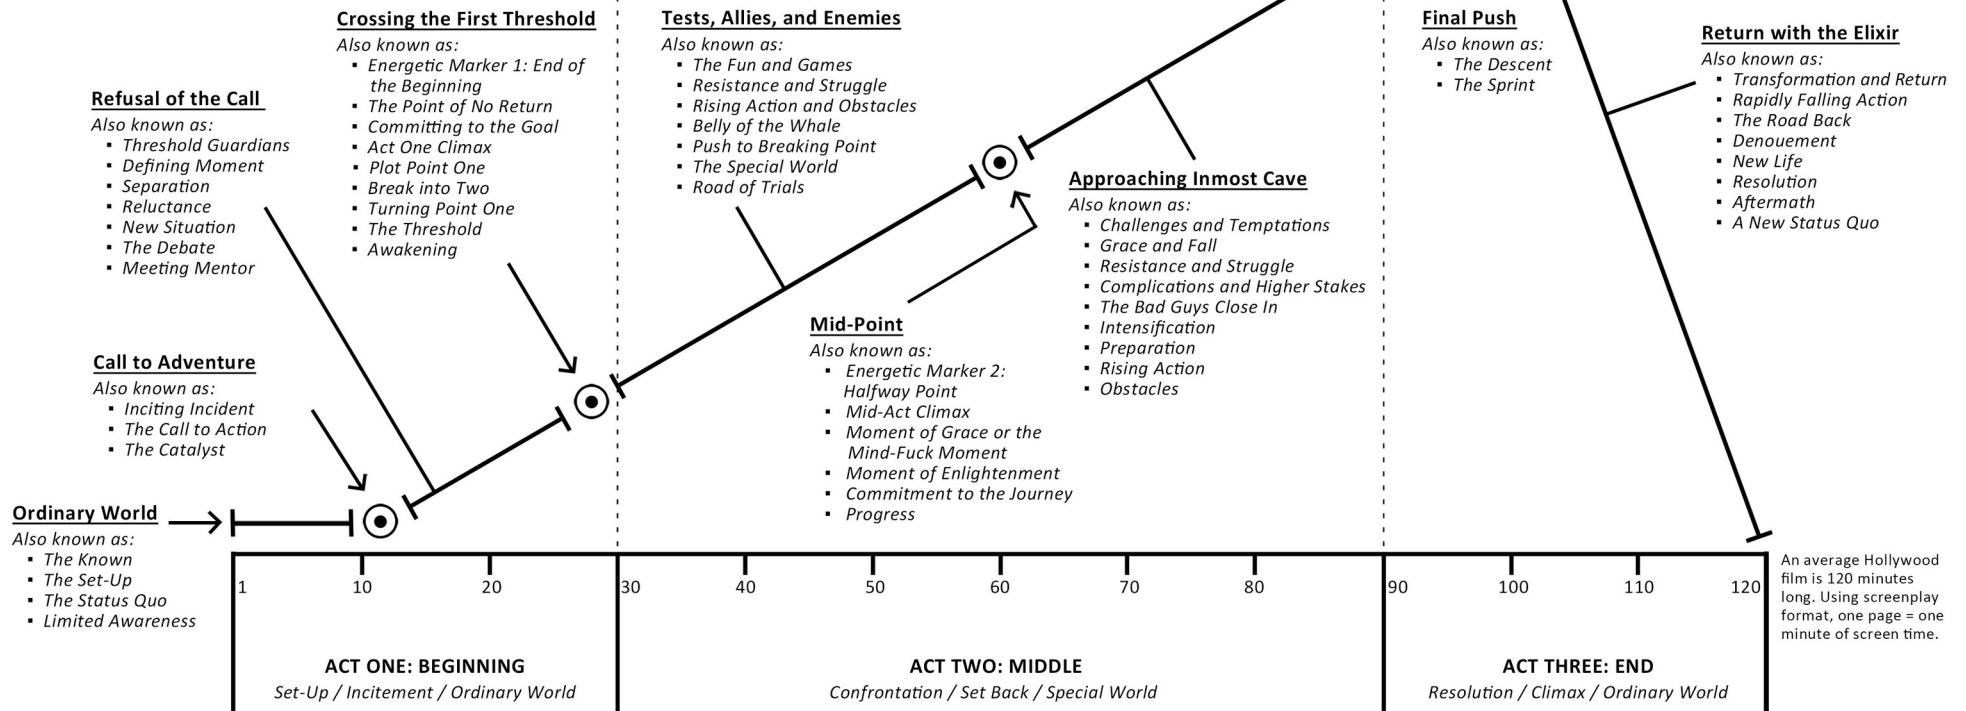 Crossing the First Threshold
Also known as:
▪ Energetic Marker 1: End of
the Beginning
▪ The Point of No Return
▪ Committing to the Goal
▪ Act One Climax
▪ Plot Point One
▪ Break into Two
▪ Turning Point One
▪ The Threshold
▪ Awakening
Tests, Allies, and Enemies
Also known as:
▪ The Fun and Games
▪ Resistance and Struggle
▪ Rising Action and Obstacles
▪ Belly of the Whale
▪ Push to Breaking Point
▪ The Special World
▪ Road of Trials
Final Push
Also known as:
▪ The Descent
▪ The Sprint
Return with the Elixir
Also known as:
▪ Transformation and Return
▪ Rapidly Falling Action
▪ The Road Back
▪ Denouement
▪ New Life
▪ Resolution
▪ Aftermath
▪ A New Status Quo
Refusal of the Call
Also known as:
▪ Threshold Guardians
▪ Defining Moment
▪ Separation
▪ Reluctance
▪ New Situation
▪ The Debate
▪ Meeting Mentor
Approaching Inmost Cave
Also known as:
▪ Challenges and Temptations
▪ Grace and Fall
▪ Resistance and Struggle
▪ Complications and Higher Stakes
▪ The Bad Guys Close In
▪ Intensification
▪ Preparation
▪ Rising Action
▪ Obstacles
Mid-Point
Also known as:
▪ Energetic Marker 2:
Halfway Point
▪ Mid-Act Climax
▪ Moment of Grace or the
Mind-Fuck Moment
▪ Moment of Enlightenment
▪ Commitment to the Journey
▪ Progress
Call to Adventure
Also known as:
▪ Inciting Incident
▪ The Call to Action
▪ The Catalyst
Ordinary World
Also known as:
▪ The Known
▪ The Set-Up
▪ The Status Quo
▪ Limited Awareness
1 10 20 30 40 50 60 70 80 90 100 110 120
An average Hollywood
film is 120 minutes
long. Using screenplay
format, one page = one
minute of screen time.
ACT ONE: BEGINNING
Set-Up / Incitement / Ordinary World
ACT TWO: MIDDLE
Confrontation / Set Back / Special World
ACT THREE: END
Resolution / Climax / Ordinary World